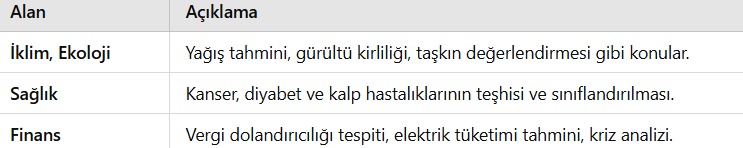 Alan Açıklama
İklim, Ekoloji Yağış tahmini, gürültü kirliliği, taşkın değerlendirmesi gibi konular.
Sağlık Kanser, diyabet ve kalp hastalıklarının teşhisi ve sınıflandırılması.
Finans Vergi dolandırıcılığı tespiti, elektrik tüketimi tahmini, kriz analizi.